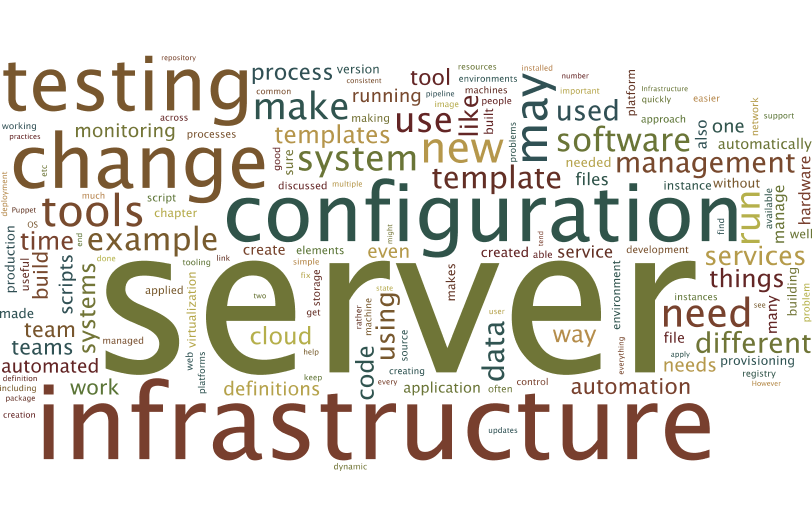 repository
testing
process
version
consistent
tool
resources
environments
machines
people
installed
number
important
platform
Infrastructure
quickly
easier
common
make
running
pipeline
image
making
use
like
built
problems
may
used
approach
also
one
network
support
automatically
across
working
practices
monitoring
processes
templates
good
sure
system
new
software
needed
management
hardware
change
etc
discussed
multiple
template
files
instance
without
deployment
much
Puppet
tools
script
chapter
configuration
run
available
manage
find
well
OS
time
end
example
production
useful
build
scripts
systems
done
tooling
link
create
elements
simple
fix
even
might
created
tend
able
service
development
services
things
building
problem
many
instances
see
made
applied
virtualization
two
server
storage
get
state
makes
environment
need
team
teams
managed
cloud
help
rather
machine
using
source
user
data
way
everything
file
different
apply
automated
definition
including
package
creation
work
web
platforms
definitions
keep
code
every
creating
application
often
control
automation
needs
provisioning
registry
However
infrastructure
updates
dynamic